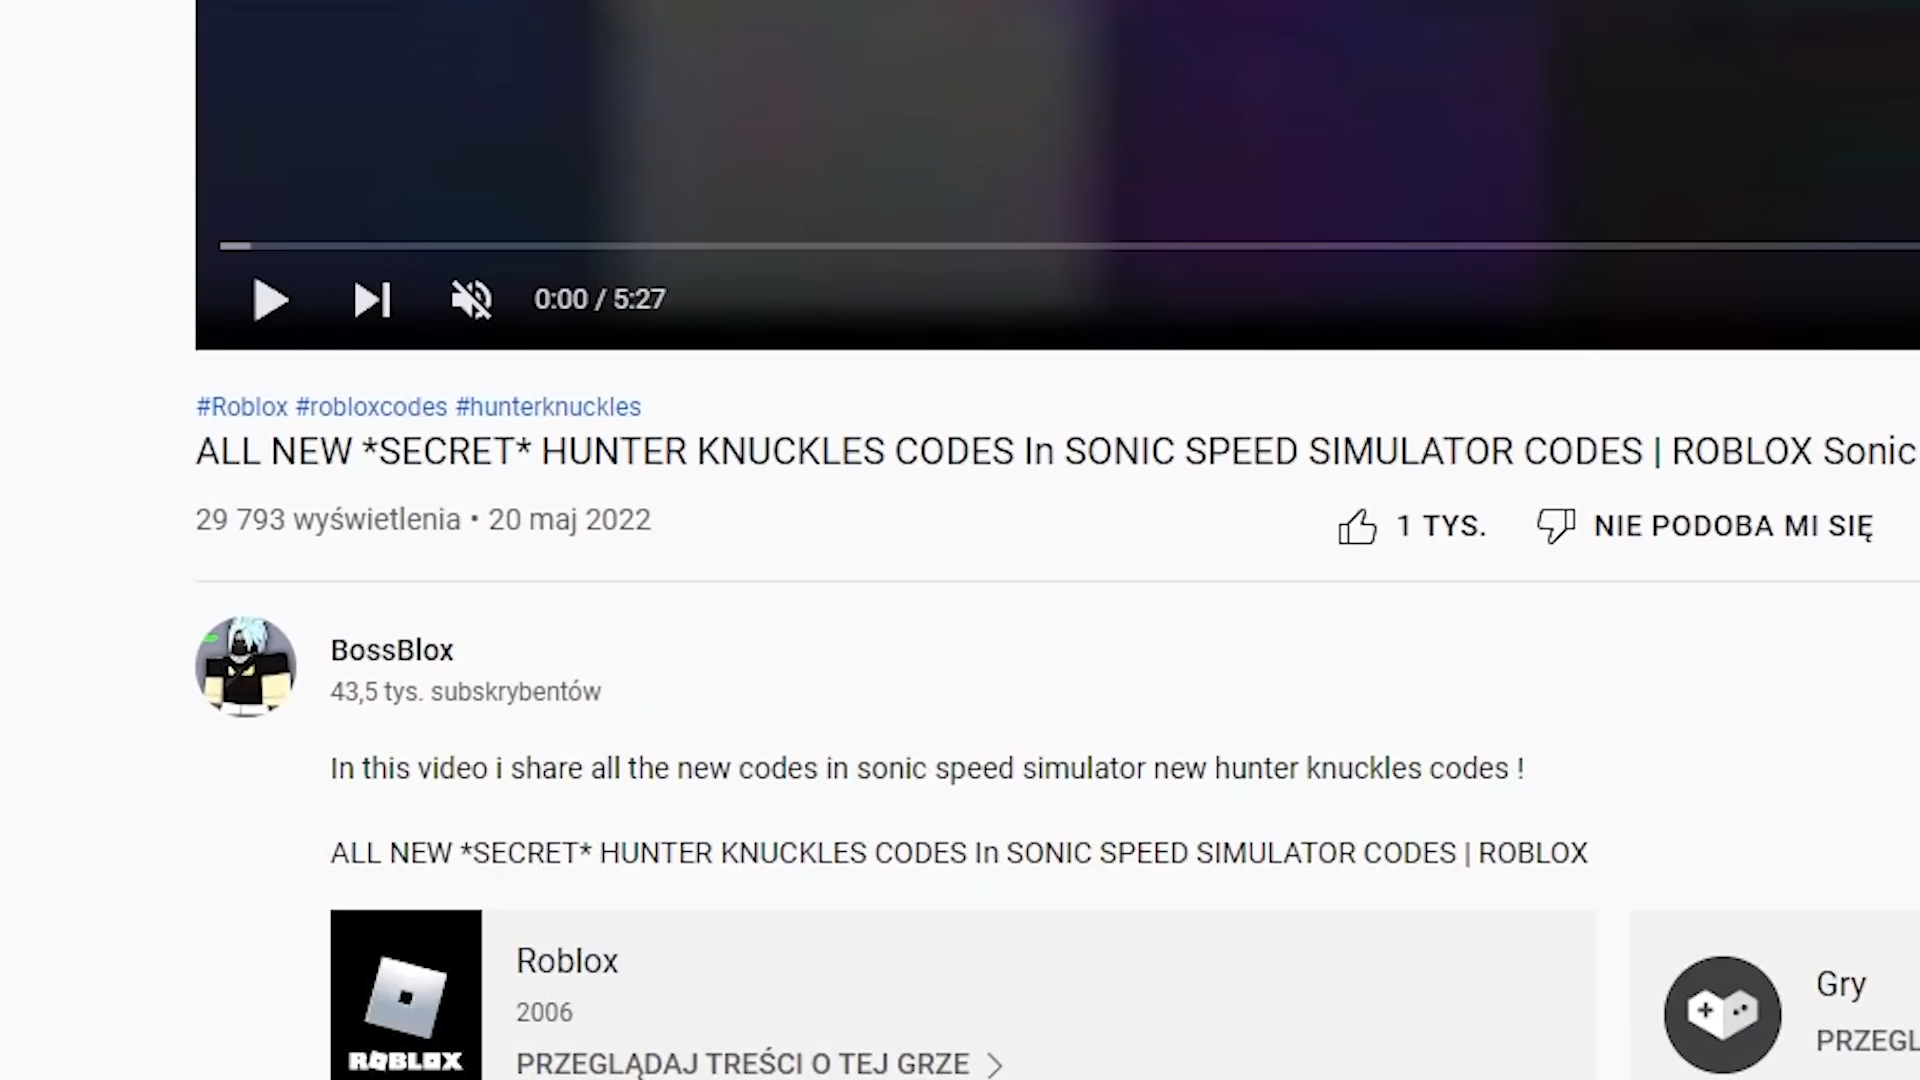 0:00 / 5:27
#Roblox #robloxcodes #hunterknuckles
ALL NEW *SECRET* HUNTER KNUCKLES CODES In SONIC SPEED SIMULATOR CODES | ROBLOX Sonic
29 793 wyświetlenia • 20 maj 2022
1 TYS.
NIE PODOBA MI SIĘ
BossBlox
43,5 tys. subskrybentów
In this video i share all the new codes in sonic speed simulator new hunter knuckles codes !
ALL NEW *SECRET* HUNTER KNUCKLES CODES In SONIC SPEED SIMULATOR CODES | ROBLOX
ROBLOX
Roblox
2006
PRZEGLĄDAJ TREŚCI O TEJ GRZE
Gry
PRZEGL